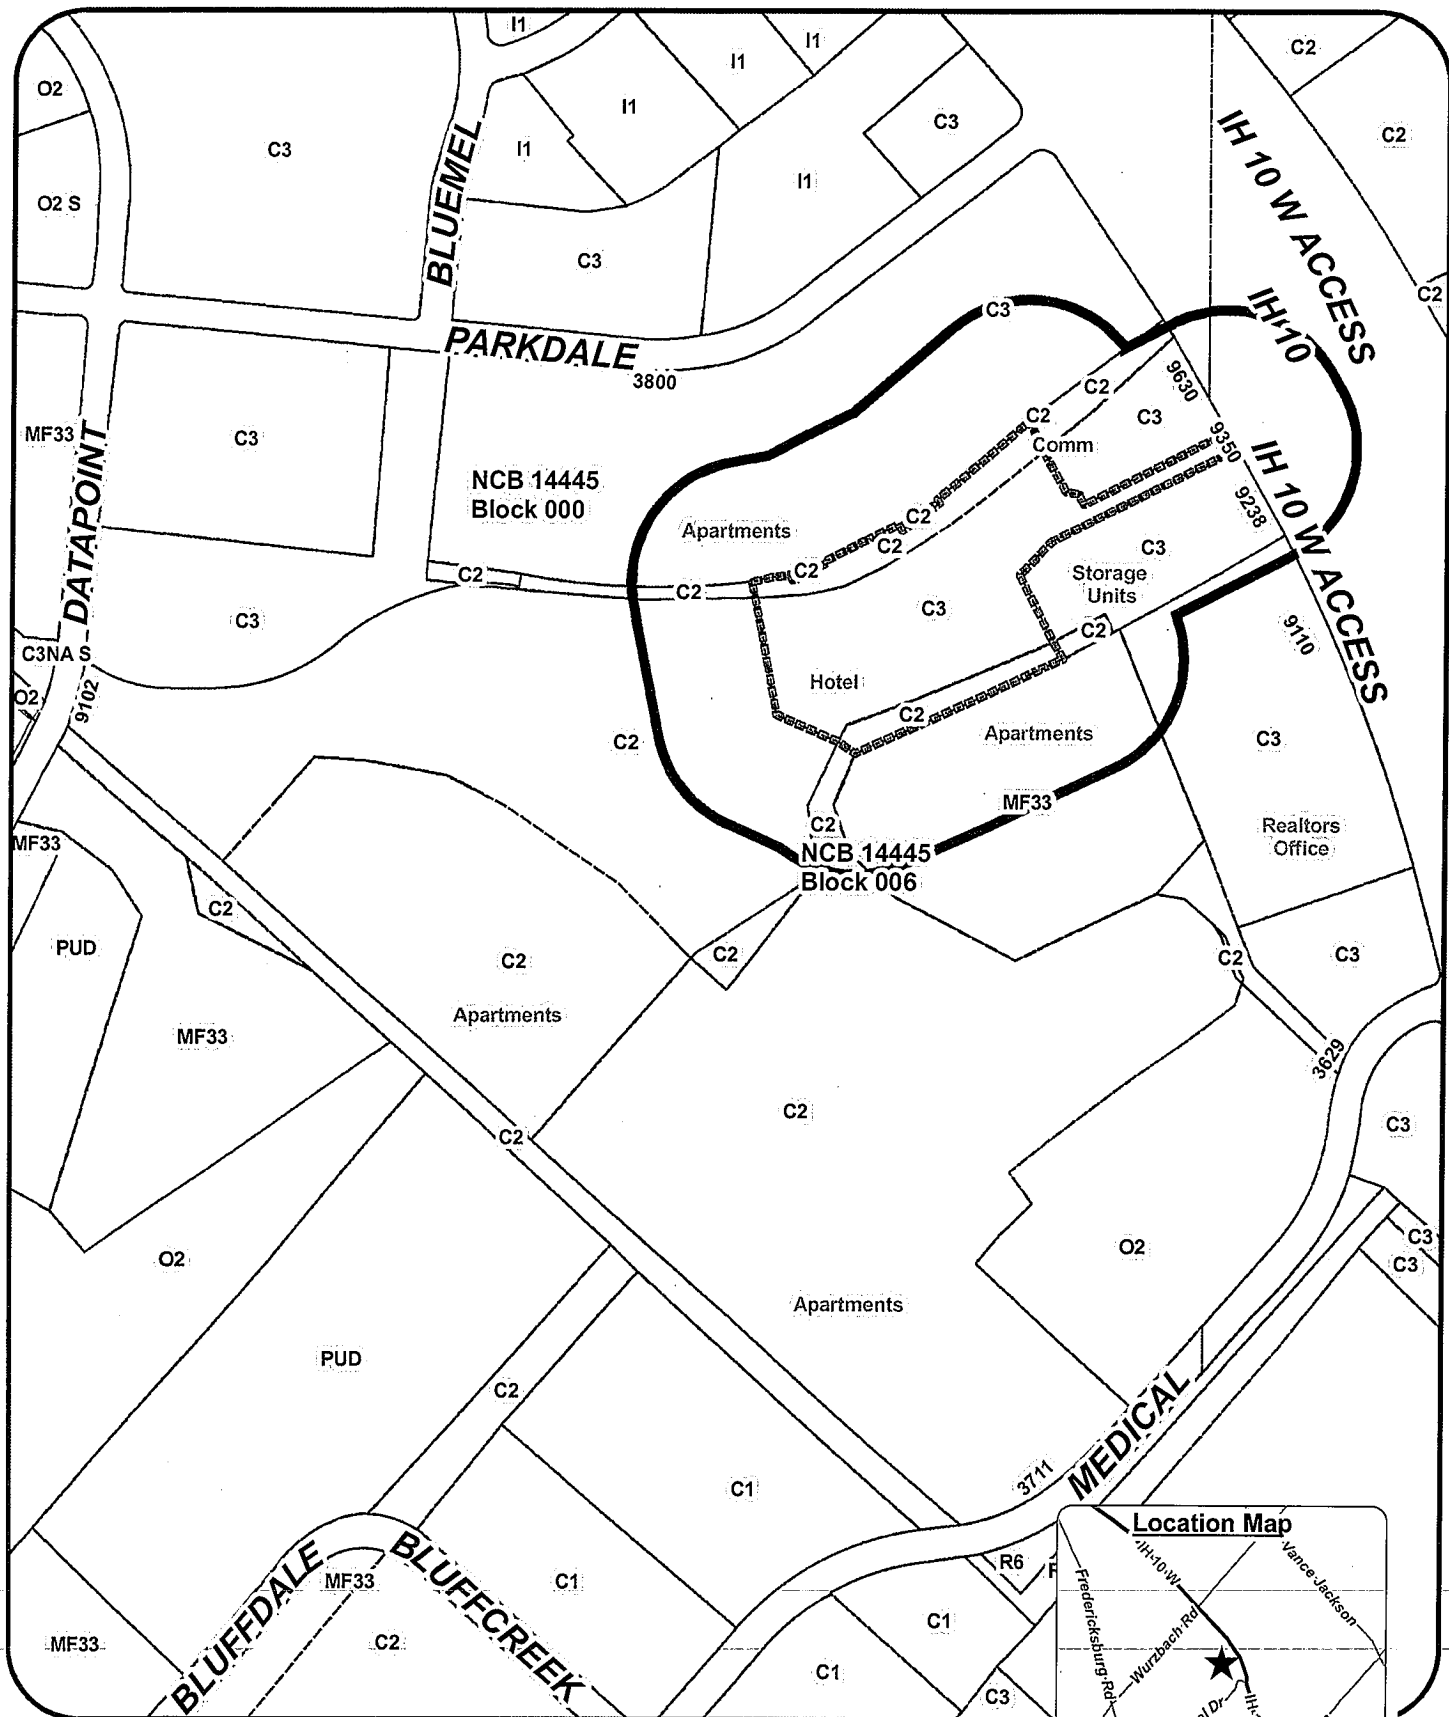 I1
I1
I1
C2
O2
I1
C3
C2
C3
I1
I1
O2 S
BLUEMEL
IH 10 W ACCESS
C3
C2
C3
IH 10
PARKDALE
3800
9630
C2
C2
C3
MF33
C3
Comm
9350
DATAPOINT
NCB 14445
Block 000
IH 10 W ACCESS
9238
Apartments
C2
C2
C3
C2
C2
C2
Storage
Units
C3
C3
C2
9110
C3NA S
Hotel
O2
9102
C2
C2
Apartments
C3
MF33
C2
Realtors
Office
MF33
NCB 14445
Block 006
C2
PUD
C2
C2
C2
C3
Apartments
MF33
3629
C2
C3
C2
O2
O2
C3
C3
Apartments
PUD
C2
MEDICAL
3711
C1
Location Map
IH 10 W
Vance Jackson
BLUFFDALE
BLUFFCREEK
R6
MF33
C1
Fredericksburg Rd
Wurzbach Rd
C1
MF33
C2
C1
C3